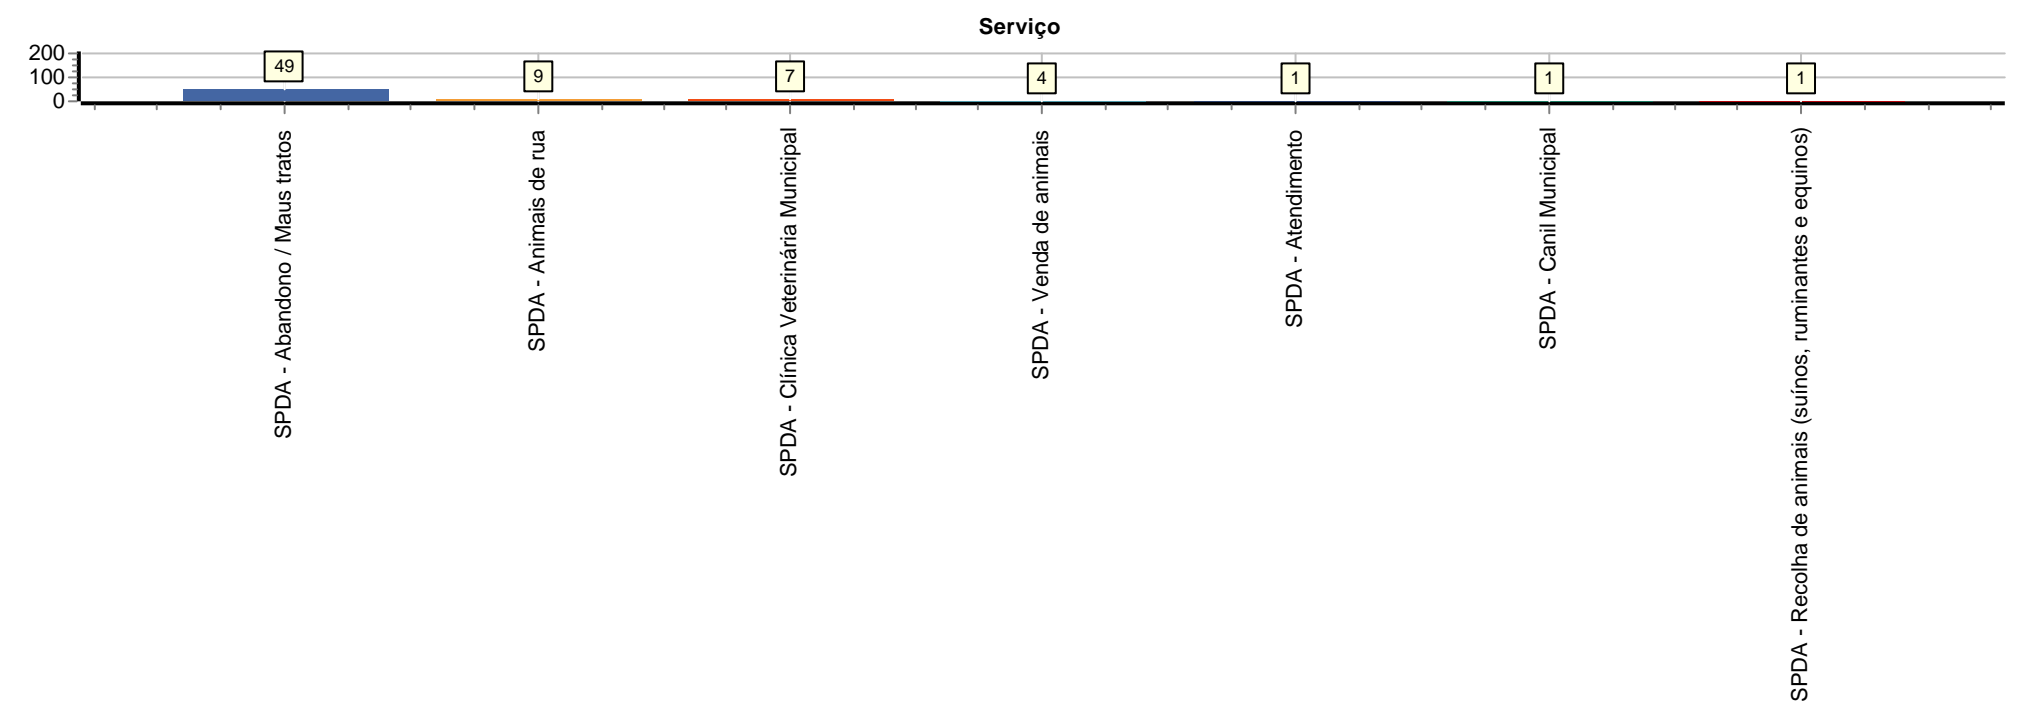 Serviço
200
100
0
49
9
7
4
1
1
1
SPDA - Abandono / Maus tratos
SPDA - Animais de rua
SPDA - Clínica Veterinária Municipal
SPDA - Venda de animais
SPDA - Atendimento
SPDA - Canil Municipal
SPDA - Recolha de animais (suínos, ruminantes e equinos)